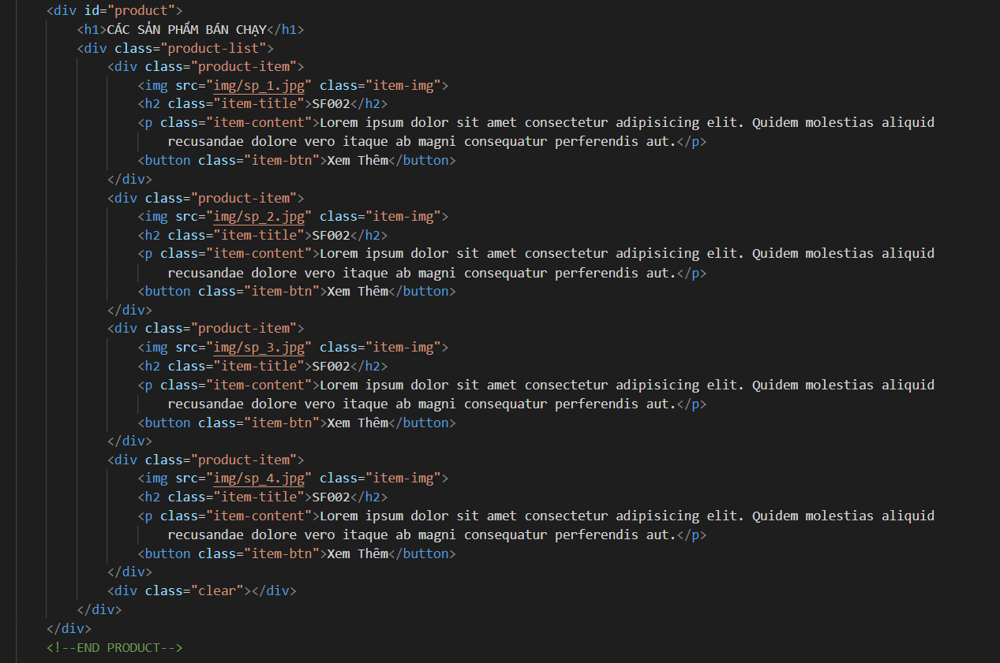 <div id="product">
<h1>CÁC SẢN PHẨM BÁN CHẠY</h1>
<div class="product-list">
<div class="product-item">
<img src="img/sp_1.jpg" class="item-img">
<h2 class="item-title">SF002</h2>
<p class="item-content">Lorem ipsum dolor sit amet consectetur adipisicing elit. Quidem molestias aliquid
recusandae dolore vero itaque ab magni consequatur perferendis aut.</p>
<button class="item-btn">Xem Thêm</button>
</div>
<div class="product-item">
<img src="img/sp_2.jpg" class="item-img">
<h2 class="item-title">SF002</h2>
<p class="item-content">Lorem ipsum dolor sit amet consectetur adipisicing elit. Quidem molestias aliquid
recusandae dolore vero itaque ab magni consequatur perferendis aut.</p>
<button class="item-btn">Xem Thêm</button>
</div>
<div class="product-item">
<img src="img/sp_3.jpg" class="item-img">
<h2 class="item-title">SF002</h2>
<p class="item-content">Lorem ipsum dolor sit amet consectetur adipisicing elit. Quidem molestias aliquid
recusandae dolore vero itaque ab magni consequatur perferendis aut.</p>
<button class="item-btn">Xem Thêm</button>
</div>
<div class="product-item">
<img src="img/sp_4.jpg" class="item-img">
<h2 class="item-title">SF002</h2>
<p class="item-content">Lorem ipsum dolor sit amet consectetur adipisicing elit. Quidem molestias aliquid
recusandae dolore vero itaque ab magni consequatur perferendis aut.</p>
<button class="item-btn">Xem Thêm</button>
</div>
<div class="clear"></div>
</div>
</div>
<!--END PRODUCT-->